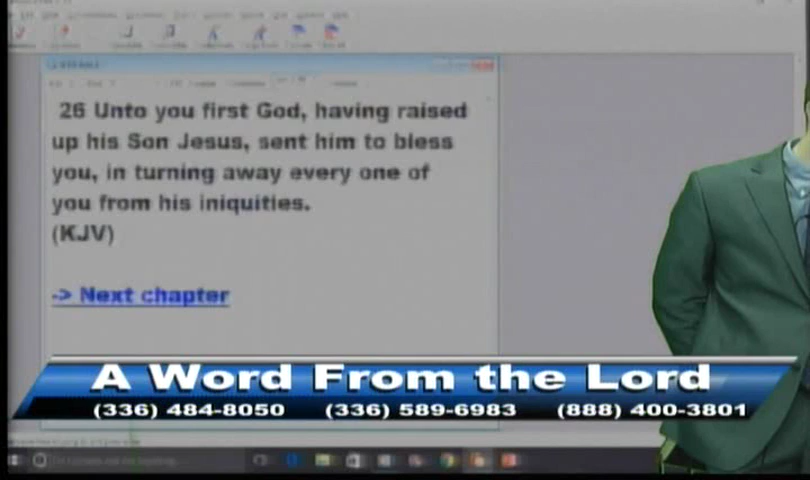 26 Unto you first God, having raised
up his Son Jesus, sent him to bless
you, in turning away every one of
you from his iniquities.
(KJV)
-> Next chapter
A Word From the Lord
(336) 484-8050 (336) 589-6983 (888) 400-3801